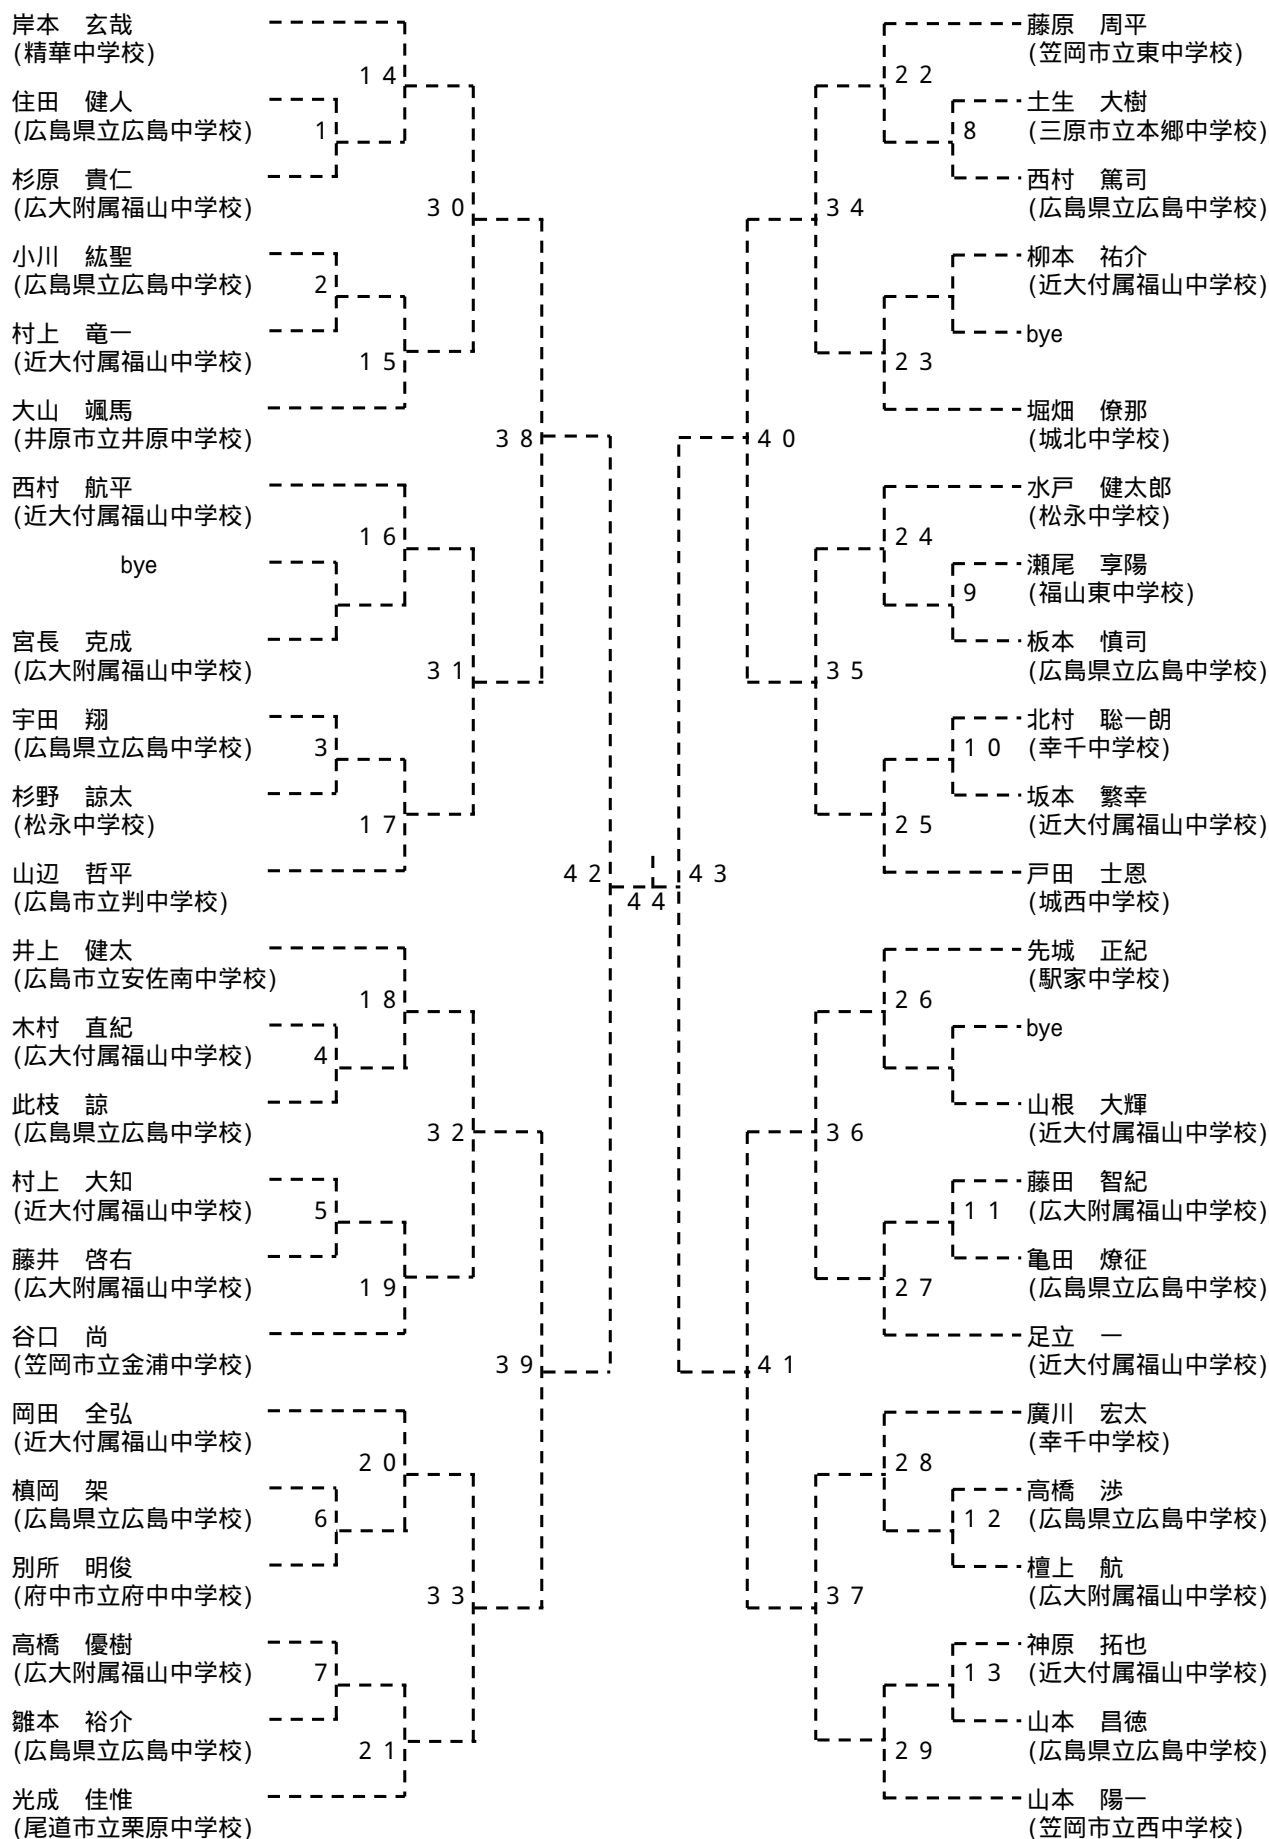 岸本　玄哉
(精華中学校)
14
住田　健人
(広島県立広島中学校)
1
杉原　貴仁
(広大附属福山中学校)
30
小川　紘聖
(広島県立広島中学校)
2
村上　竜一
(近大付属福山中学校)
15
大山　颯馬
(井原市立井原中学校)
38
西村　航平
(近大付属福山中学校)
16
bye
宮長　克成
(広大附属福山中学校)
31
宇田　翔
(広島県立広島中学校)
3
杉野　諒太
(松永中学校)
17
山辺　哲平
(広島市立判中学校)
42
井上　健太
(広島市立安佐南中学校)
18
木村　直紀
(広大付属福山中学校)
4
此枝　諒
(広島県立広島中学校)
32
村上　大知
(近大付属福山中学校)
5
藤井　啓右
(広大附属福山中学校)
19
谷口　尚
(笠岡市立金浦中学校)
39
岡田　全弘
(近大付属福山中学校)
20
槙岡　架
(広島県立広島中学校)
6
別所　明俊
(府中市立府中中学校)
33
高橋　優樹
(広大附属福山中学校)
7
雛本　裕介
(広島県立広島中学校)
21
光成　佳惟
(尾道市立栗原中学校)
44
藤原　周平
(笠岡市立東中学校)
22
土生　大樹
8
(三原市立本郷中学校)
西村　篤司
(広島県立広島中学校)
34
柳本　祐介
(近大付属福山中学校)
bye
23
堀畑　僚那
(城北中学校)
40
水戸　健太郎
(松永中学校)
24
瀬尾　享陽
9
(福山東中学校)
板本　慎司
(広島県立広島中学校)
35
北村　聡一朗
10
(幸千中学校)
坂本　繁幸
(近大付属福山中学校)
25
戸田　士恩
(城西中学校)
43
先城　正紀
(駅家中学校)
26
bye
山根　大輝
(近大付属福山中学校)
36
藤田　智紀
11
(広大附属福山中学校)
亀田　燎征
(広島県立広島中学校)
27
足立　一
(近大付属福山中学校)
41
廣川　宏太
(幸千中学校)
28
高橋　渉
12
(広島県立広島中学校)
檀上　航
(広大附属福山中学校)
37
神原　拓也
13
(近大付属福山中学校)
山本　昌徳
(広島県立広島中学校)
29
山本　陽一
(笠岡市立西中学校)